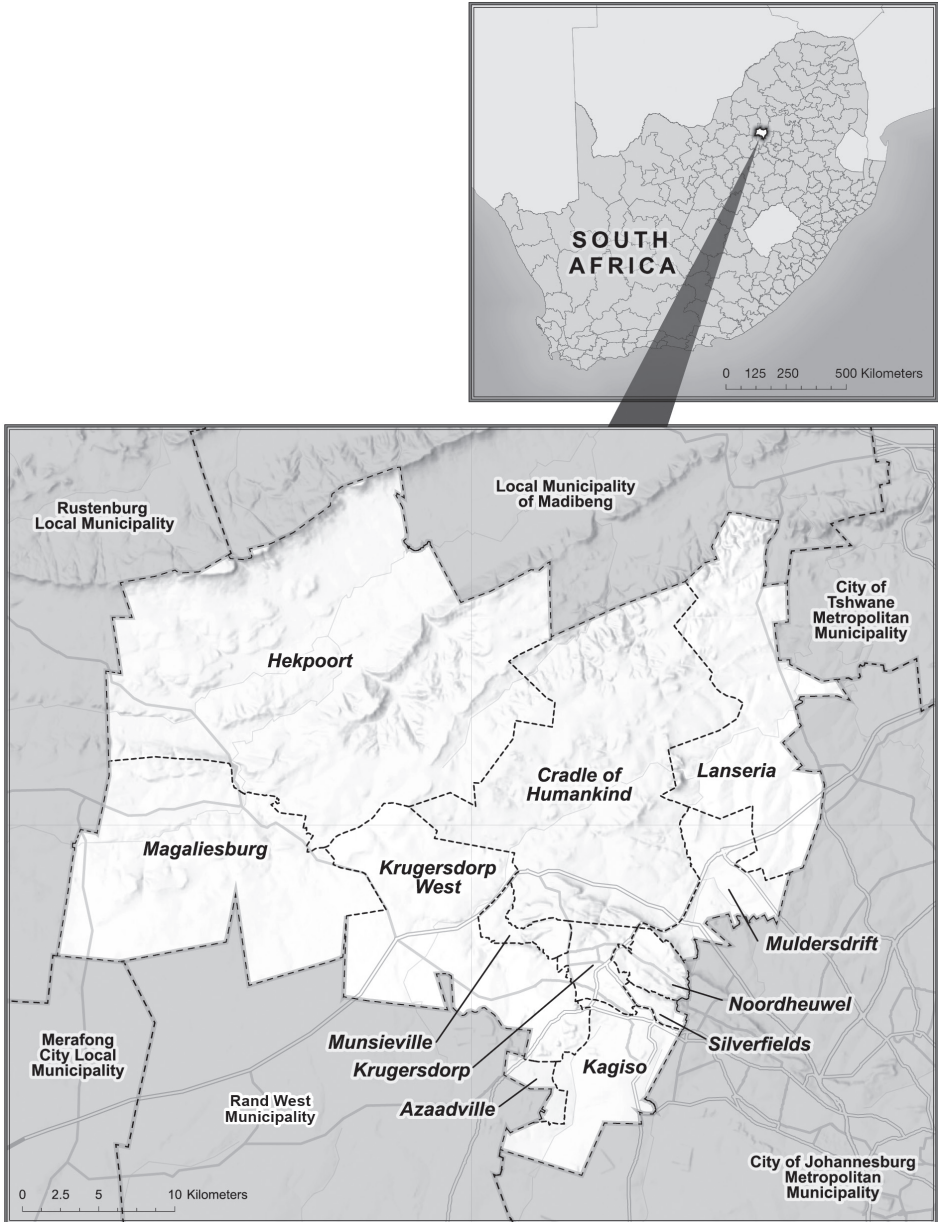 SOUTH
AFRICA
0 125 250 500 Kilometers
Rustenburg
Local Municipality
Local Municipality
of Madibeng
City of
Tshwane
Metropolitan
Municipality
Hekpoort
Cradle of
Humankind
Lanseria
Magaliesburg
Krugersdorp
West
Muldersdrift
Noordheuwel
Munsieville
Silverfields
Krugersdorp
Kagiso
Azaadville
Merafong
City Local
Municipality
Rand West
Municipality
City of Johannesburg
Metropolitan
Municipality
0 2.5 5 10 Kilometers